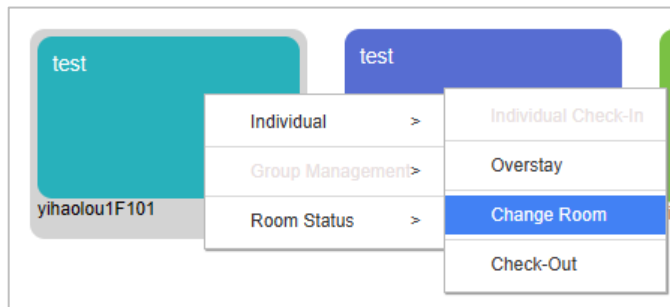 test
test
Individual >
Group Management>
Room Status >
Individual Check-In
Overstay
Change Room
Check-Out
yihaolou1F101